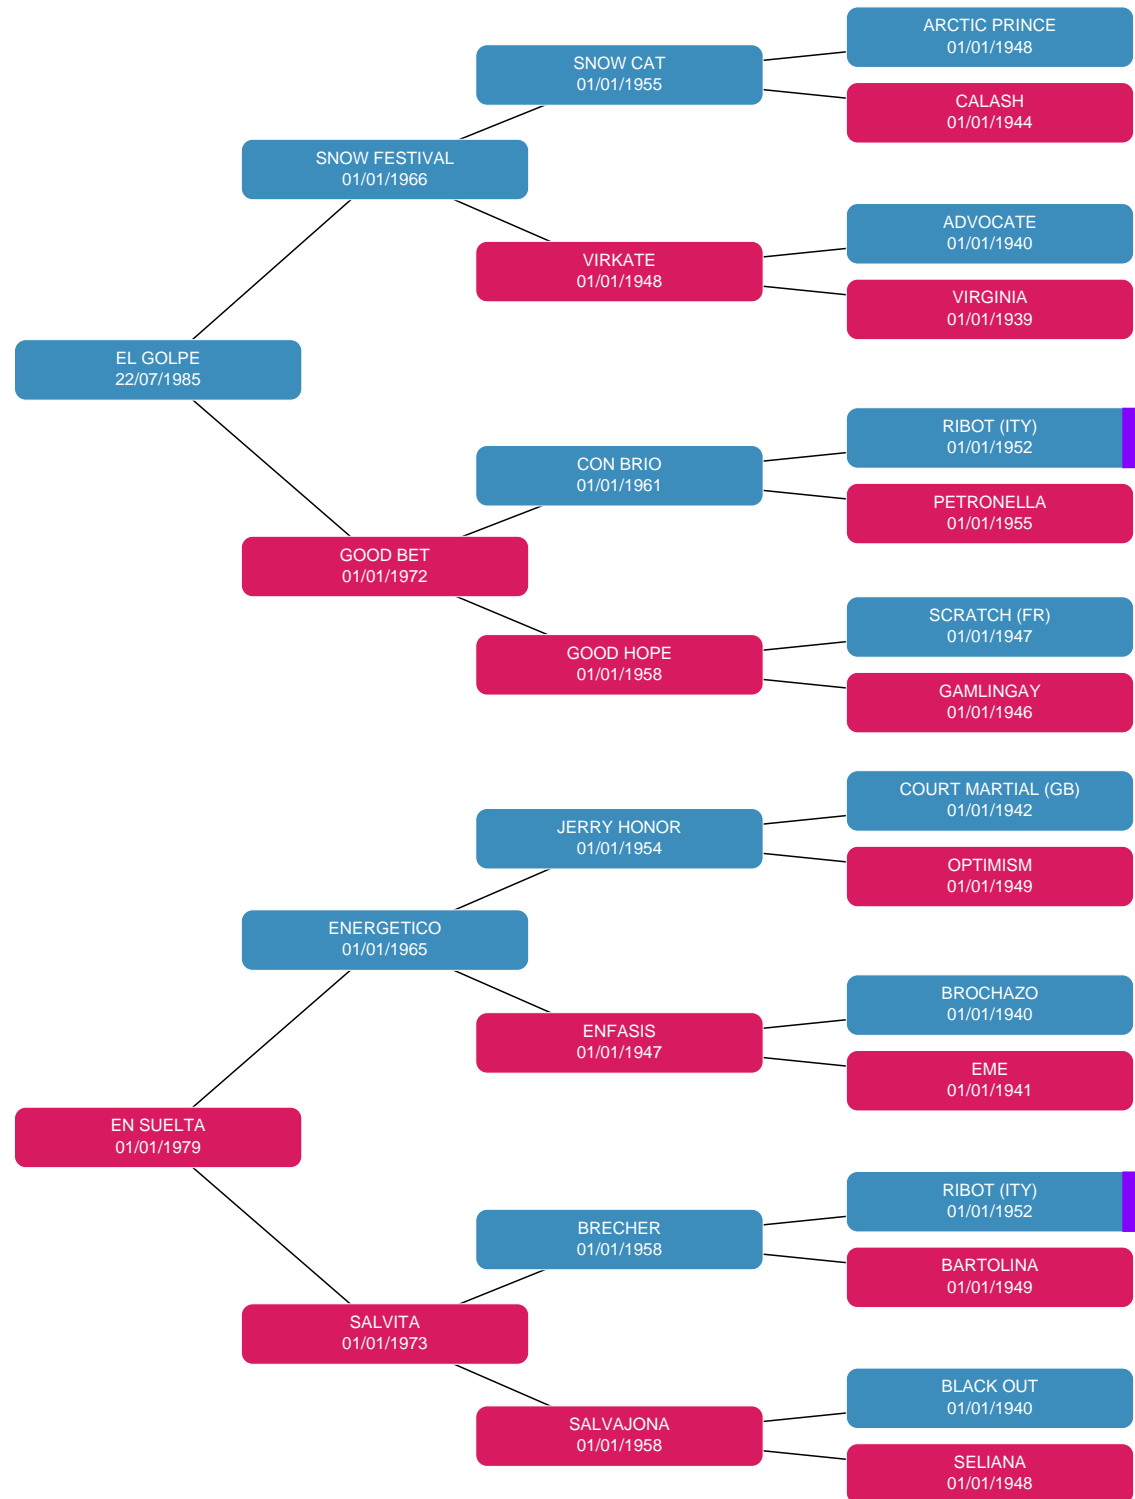 ARCTIC PRINCE
01/01/1948
SNOW CAT
01/01/1955
CALASH
01/01/1944
SNOW FESTIVAL
01/01/1966
ADVOCATE
01/01/1940
VIRKATE
01/01/1948
VIRGINIA
01/01/1939
EL GOLPE
22/07/1985
RIBOT (ITY)
01/01/1952
CON BRIO
01/01/1961
PETRONELLA
01/01/1955
GOOD BET
01/01/1972
SCRATCH (FR)
01/01/1947
GOOD HOPE
01/01/1958
GAMLINGAY
01/01/1946
COURT MARTIAL (GB)
01/01/1942
JERRY HONOR
01/01/1954
OPTIMISM
01/01/1949
ENERGETICO
01/01/1965
BROCHAZO
01/01/1940
ENFASIS
01/01/1947
EME
01/01/1941
EN SUELTA
01/01/1979
RIBOT (ITY)
01/01/1952
BRECHER
01/01/1958
BARTOLINA
01/01/1949
SALVITA
01/01/1973
BLACK OUT
01/01/1940
SALVAJONA
01/01/1958
SELIANA
01/01/1948